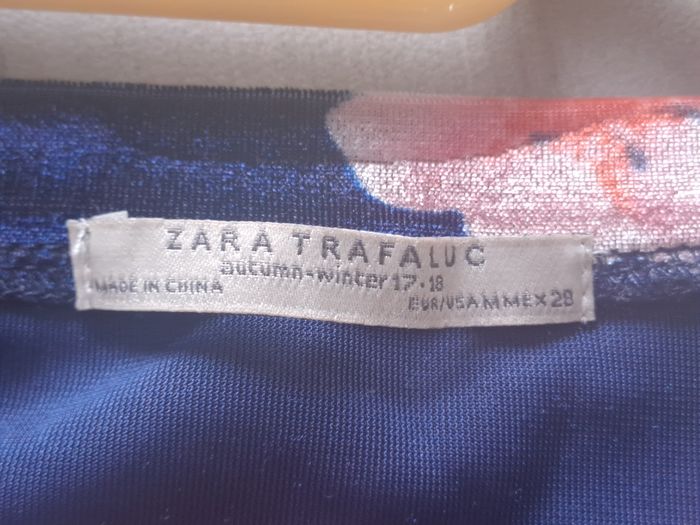 ZARA TRAFALUC
autumn-winter 17·18
MADE IN CHINA
EUR/USA M MEX 28